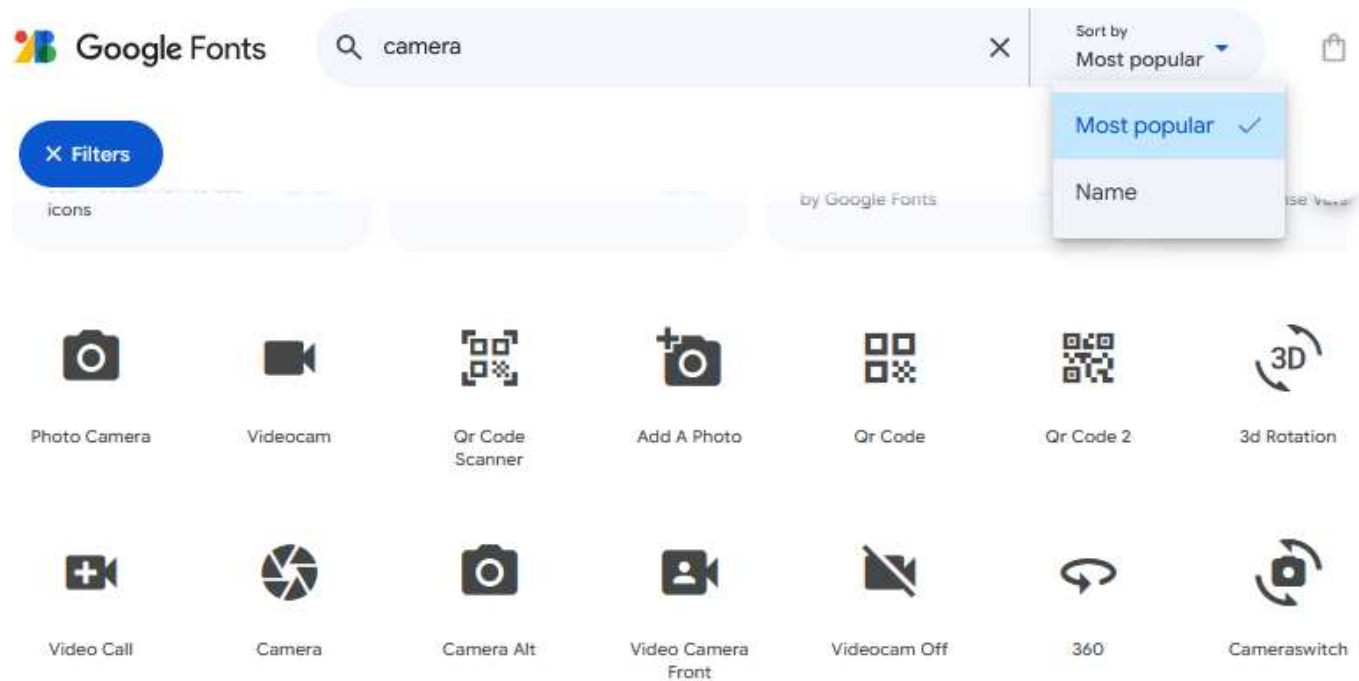 Google Fonts
camera
Sort by
Most popular
Most popular
Filters
Name
icons
by Google Fonts
3D
Photo Camera
Videocam
Qr Code
Scanner
Add A Photo
Qr Code
Qr Code 2
3d Rotation
Video Call
Camera
Camera Alt
Video Camera
Front
Videocam Off
360
Cameraswitch